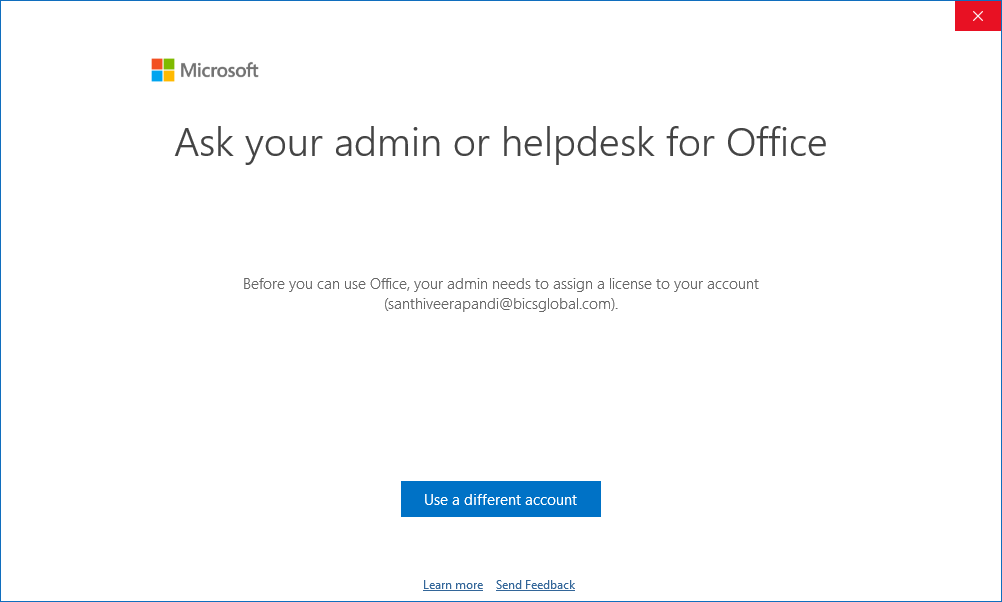 Microsoft
Ask your admin or helpdesk for Office
Before you can use Office, your admin needs to assign a license to your account
(santhiveerapandi@bicsglobal.com).
Use a different account
Learn more Send Feedback